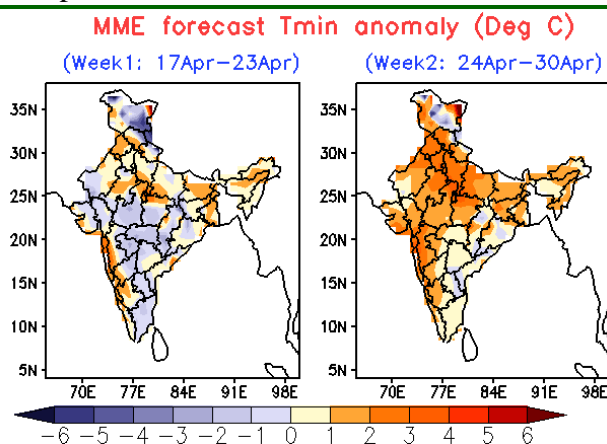 MME forecast Tmin anomaly (Deg C)
(Week1: 17Apr-23Apr) (Week2: 24Apr-30Apr)
35N 35N
30N 30N
25N 25N
20N 20N
15N 15N
10N 10N
5N 5N
70E 77E 84E 91E 98E 70E 77E 84E 91E 98E
-6 -5 -4 -3 -2 -1 0 1 2 3 4 5 6